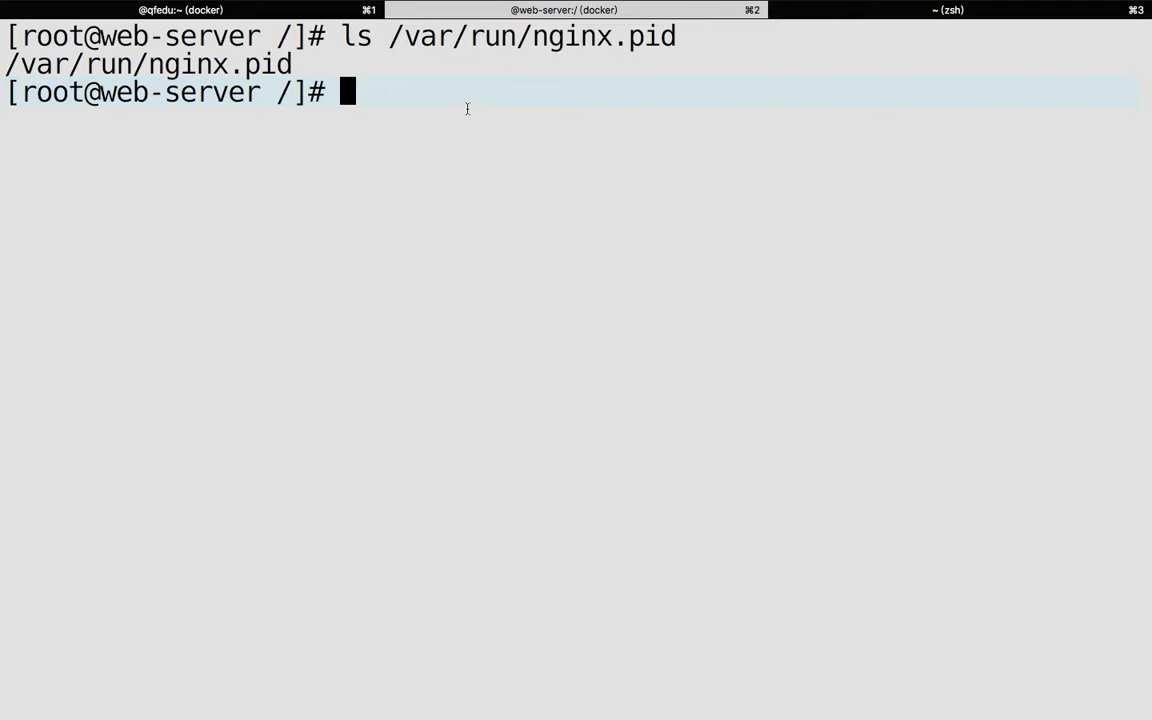 @qfedu:~ (docker) ⌘1 @web-server:/ (docker) ⌘2 ~ (zsh) ⌘3
[root@web-server /]# ls /var/run/nginx.pid
/var/run/nginx.pid
[root@web-server /]#